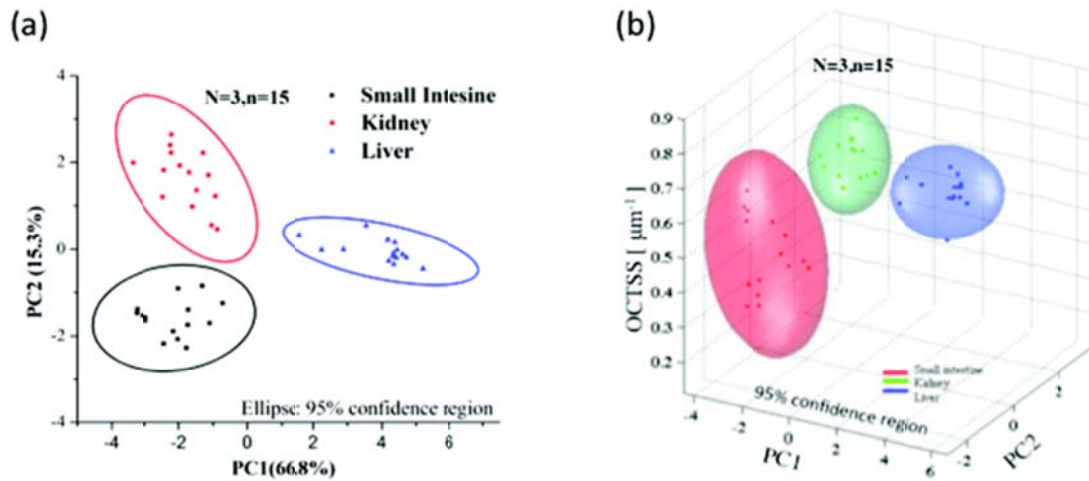 (a)
N=3,n=15
Small Intesine
Kidney
Liver
4
2
0
-2
-4
PC2 (15.3%)
Ellipse: 95% confidence region
-4
-2
0
2
4
6
PC1(66.8%)
(b)
N=3,n=15
0.9
0.8
0.7
0.6
0.5
0.4
0.3
0.2
OCTSS [ μm⁻¹]
Small intestine
Kidney
Liver
95% confidence region
-4
-2
0
2
4
6
PC1
-2
0
2
PC2